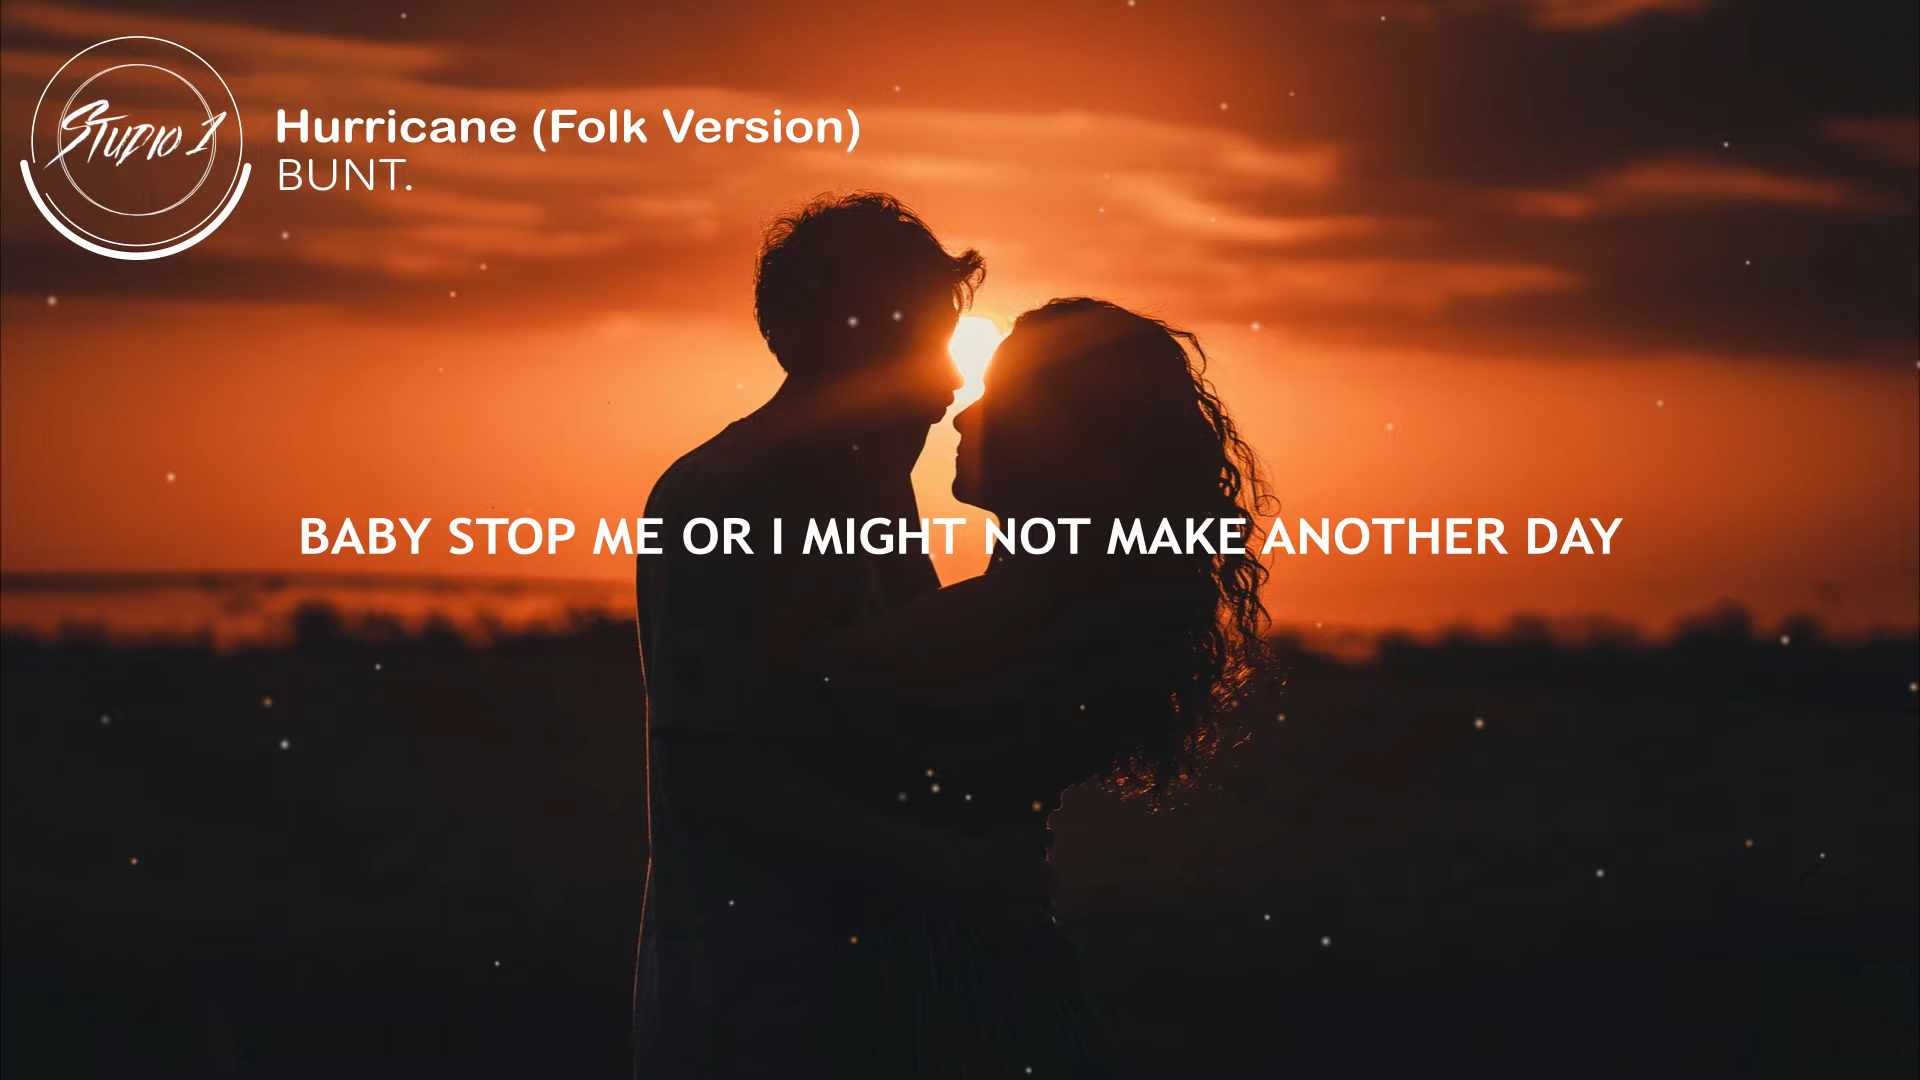 Studio 1
Hurricane (Folk Version)
BUNT.
BABY STOP ME OR I MIGHT NOT MAKE ANOTHER DAY